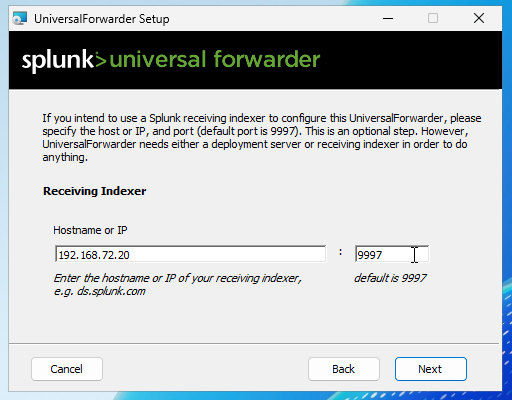 UniversalForwarder Setup
splunk>universal forwarder
If you intend to use a Splunk receiving indexer to configure this UniversalForwarder, please
specify the host or IP, and port (default port is 9997). This is an optional step. However,
UniversalForwarder needs either a deployment server or receiving indexer in order to do
anything.
Receiving Indexer
Hostname or IP
192.168.72.20 : 9997
Enter the hostname or IP of your receiving indexer, default is 9997
e.g. ds.splunk.com
Cancel Back Next